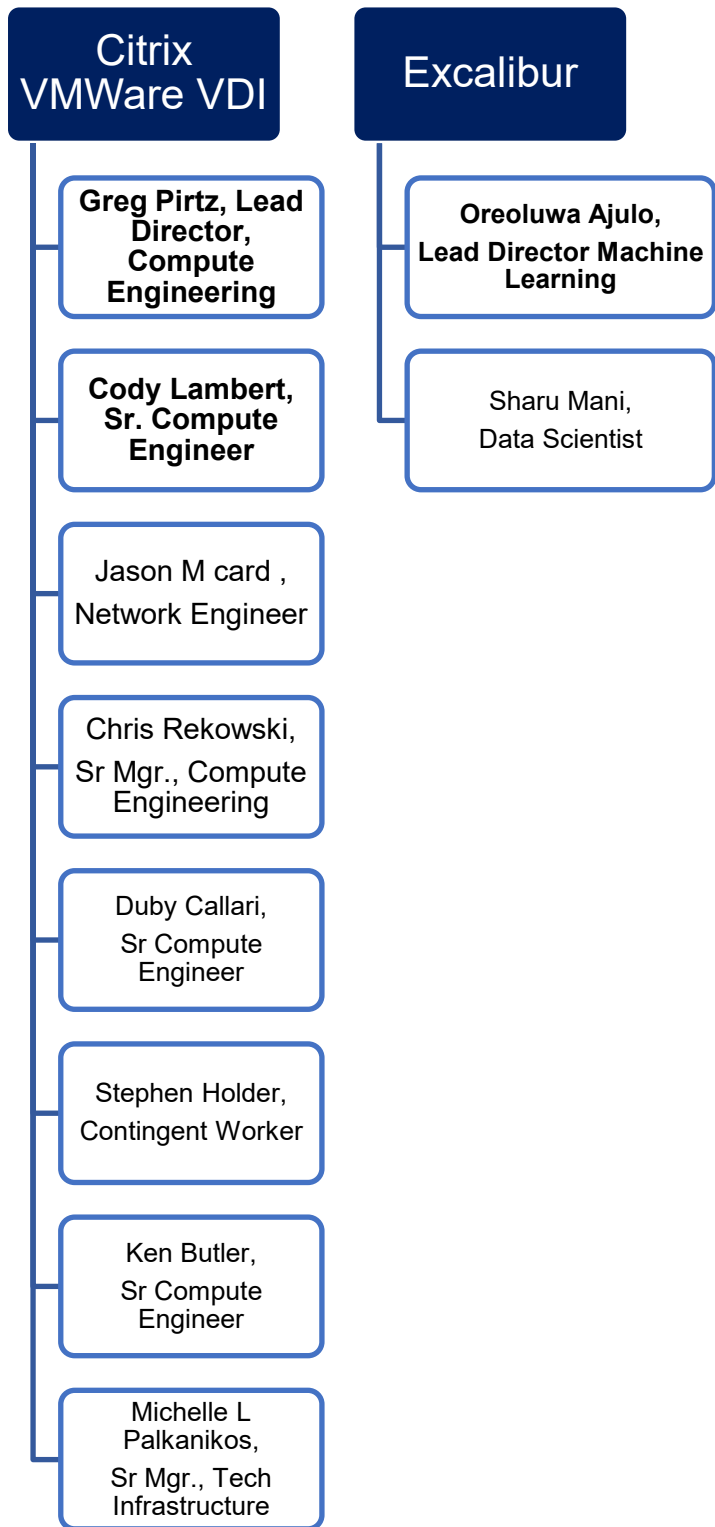 Citrix
VMWare VDI
Greg Pirtz, Lead
Director,
Compute
Engineering
Cody Lambert,
Sr. Compute
Engineer
Jason M card ,
Network Engineer
Chris Rekowski,
Sr Mgr., Compute
Engineering
Duby Callari,
Sr Compute
Engineer
Stephen Holder,
Contingent Worker
Ken Butler,
Sr Compute
Engineer
Michelle L
Palkanikos,
Sr Mgr., Tech
Infrastructure
Excalibur
Oreoluwa Ajulo,
Lead Director Machine
Learning
Sharu Mani,
Data Scientist